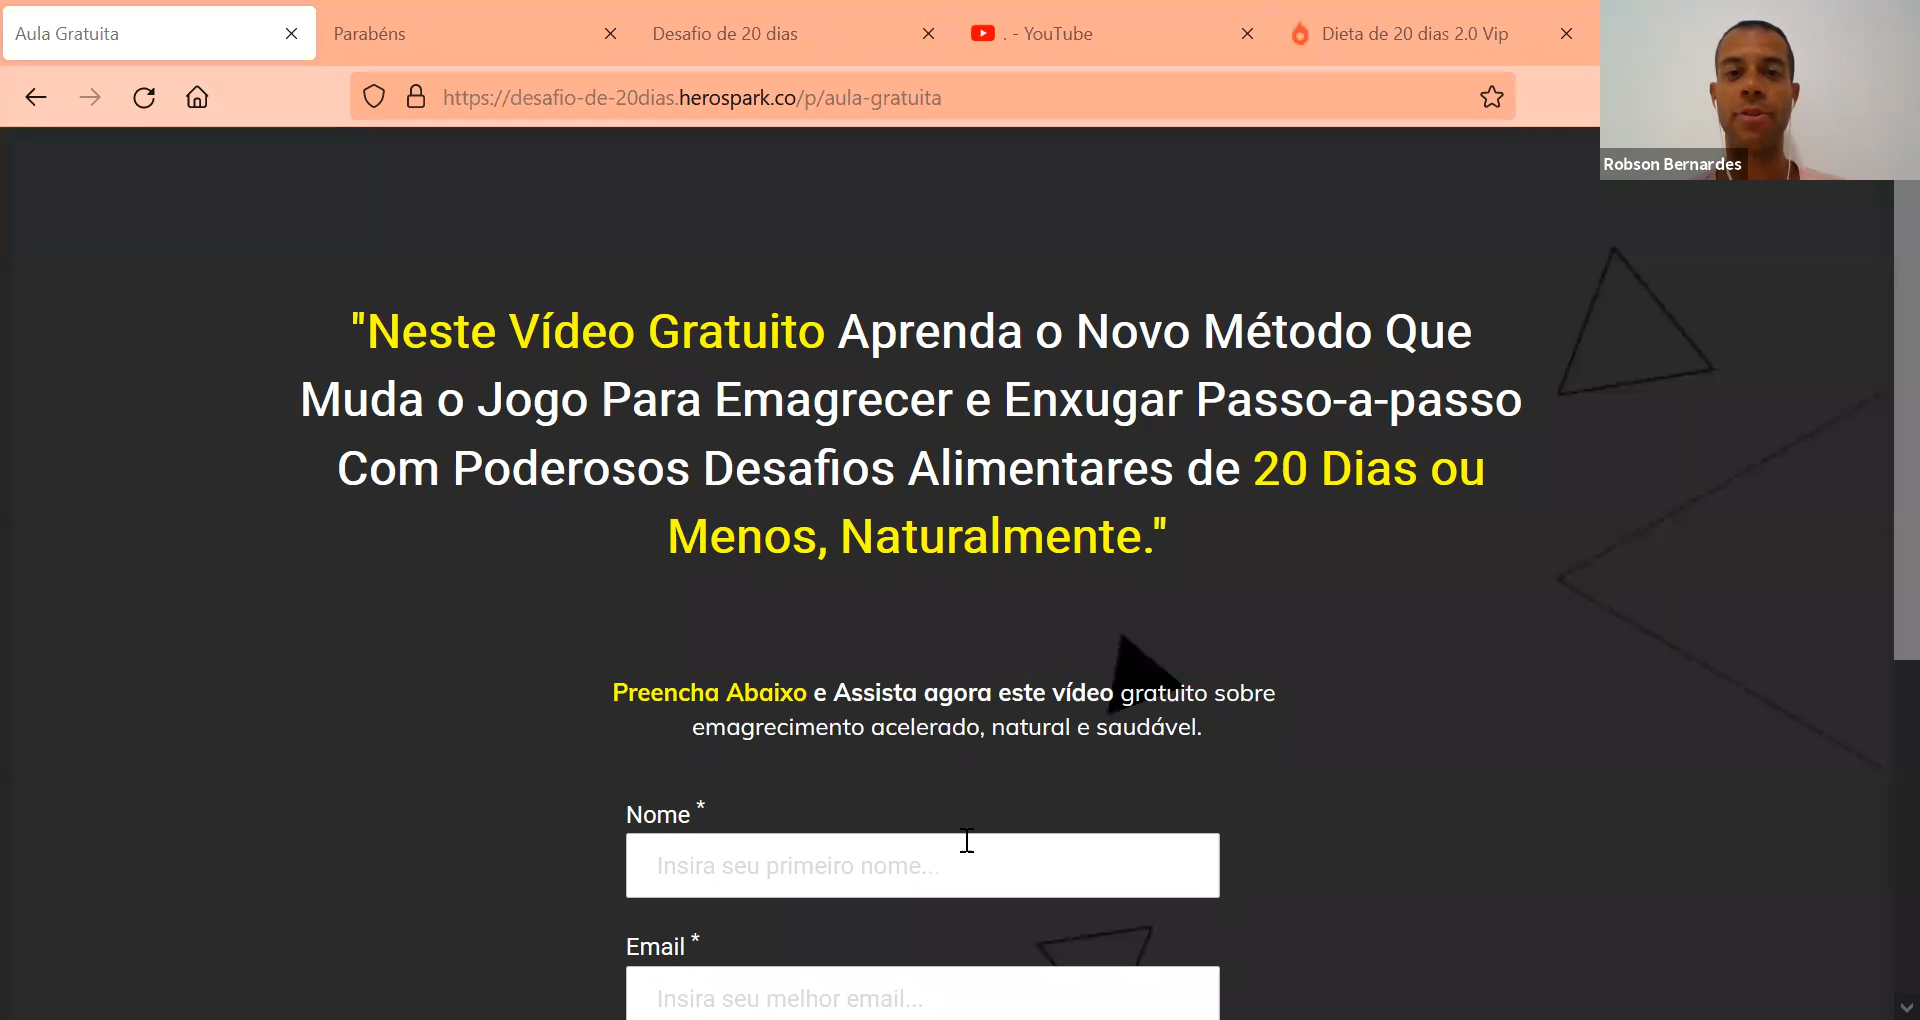 Aula Gratuita
Parabéns
Desafio de 20 dias
. - YouTube
Dieta de 20 dias 2.0 Vip
https://desafio-de-20dias.herospark.co/p/aula-gratuita
Robson Bernardes
"Neste Vídeo Gratuito Aprenda o Novo Método Que
Muda o Jogo Para Emagrecer e Enxugar Passo-a-passo
Com Poderosos Desafios Alimentares de 20 Dias ou
Menos, Naturalmente."
Preencha Abaixo e Assista agora este vídeo gratuito sobre
emagrecimento acelerado, natural e saudável.
Nome *
Insira seu primeiro nome...
Email *
Insira seu melhor email...